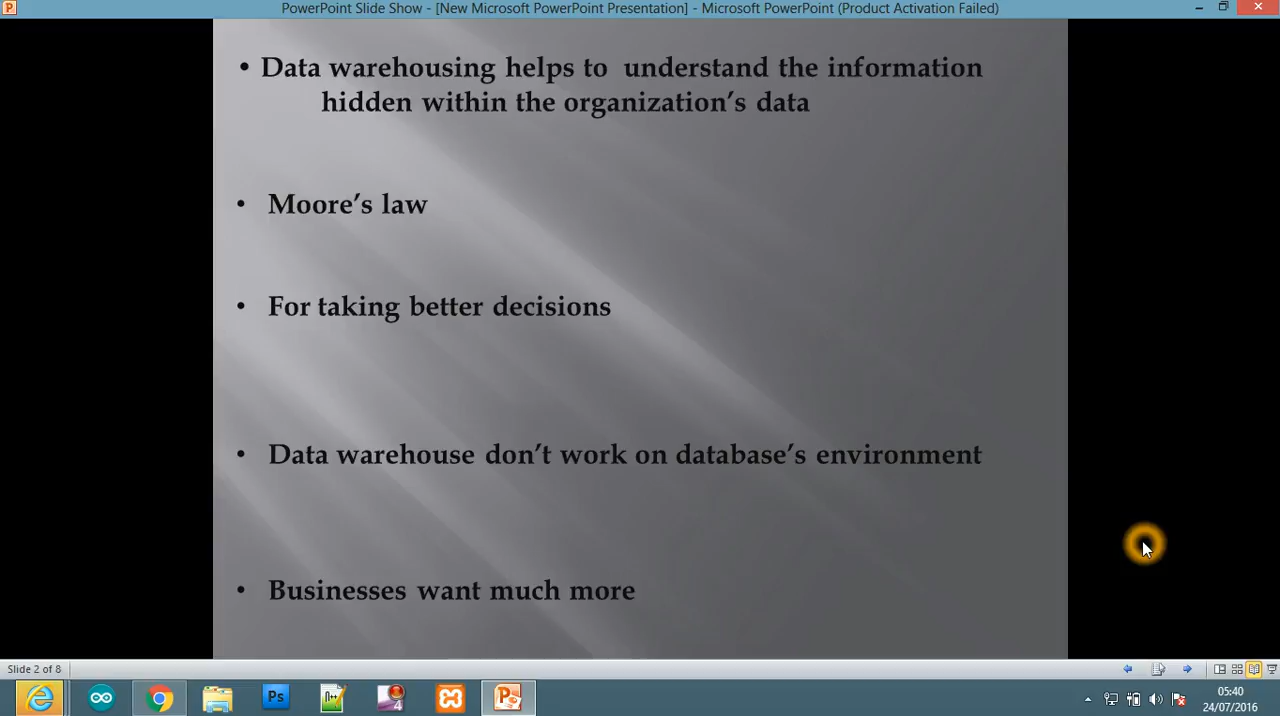 PowerPoint Slide Show - [New Microsoft PowerPoint Presentation] - Microsoft PowerPoint (Product Activation Failed)
• Data warehousing helps to understand the information
hidden within the organization’s data
• Moore’s law
• For taking better decisions
• Data warehouse don’t work on database’s environment
• Businesses want much more
Slide 2 of 8
Ps
4
05:40
24/07/2016